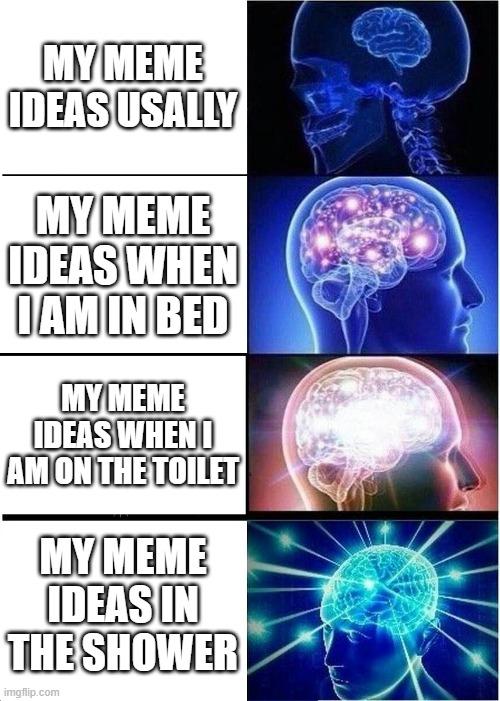 MY MEME
IDEAS USALLY
MY MEME
IDEAS WHEN
I AM IN BED
MY MEME
IDEAS WHEN I
AM ON THE TOILET
MY MEME
IDEAS IN
THE SHOWER
imgflip.com